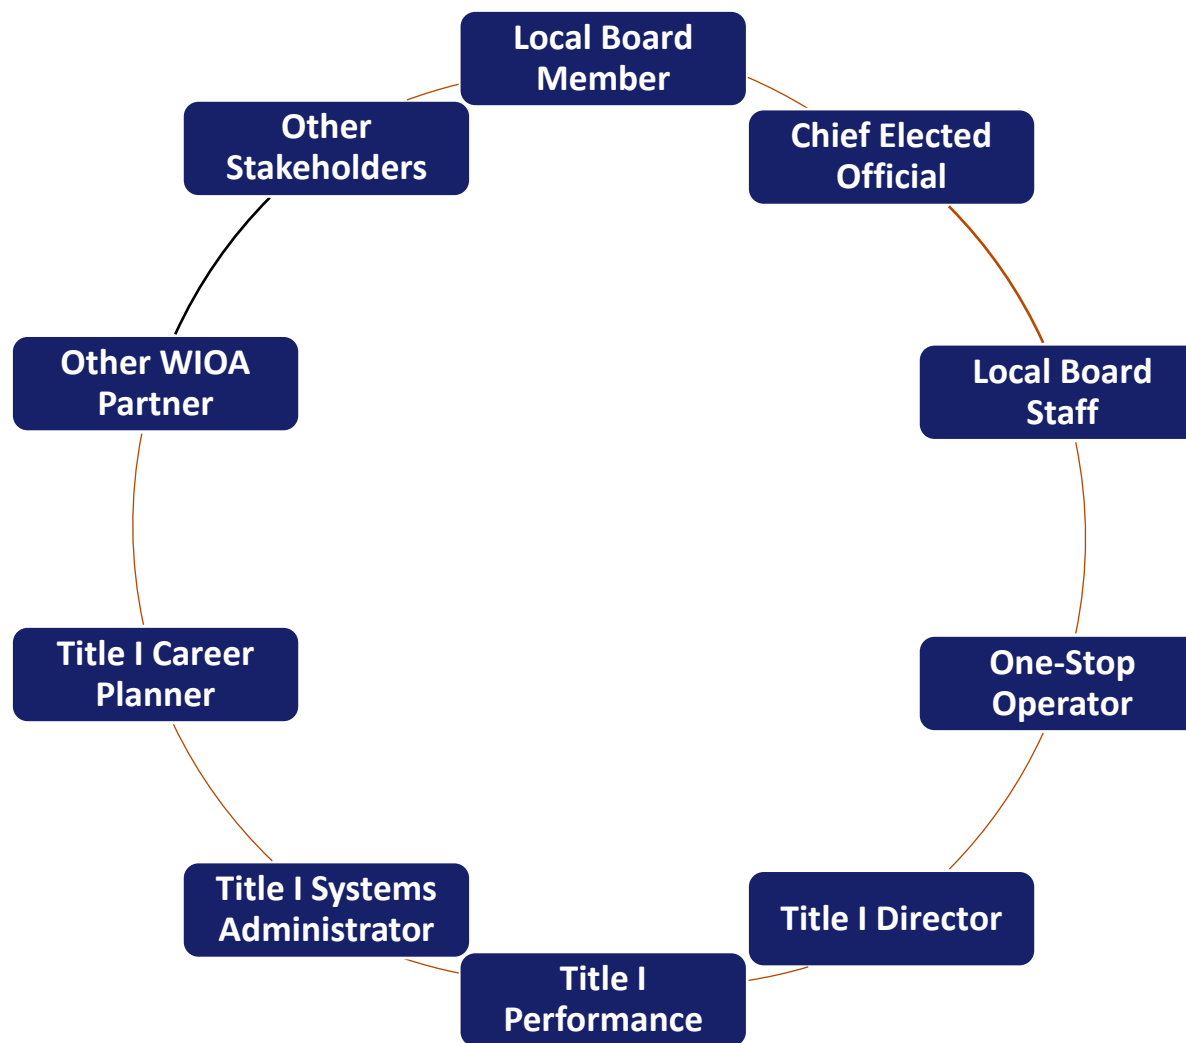 Local Board
Member
Chief Elected
Official
Local Board
Staff
One-Stop
Operator
Title I Director
Title I
Performance
Title I Systems
Administrator
Title I Career
Planner
Other WIOA
Partner
Other
Stakeholders